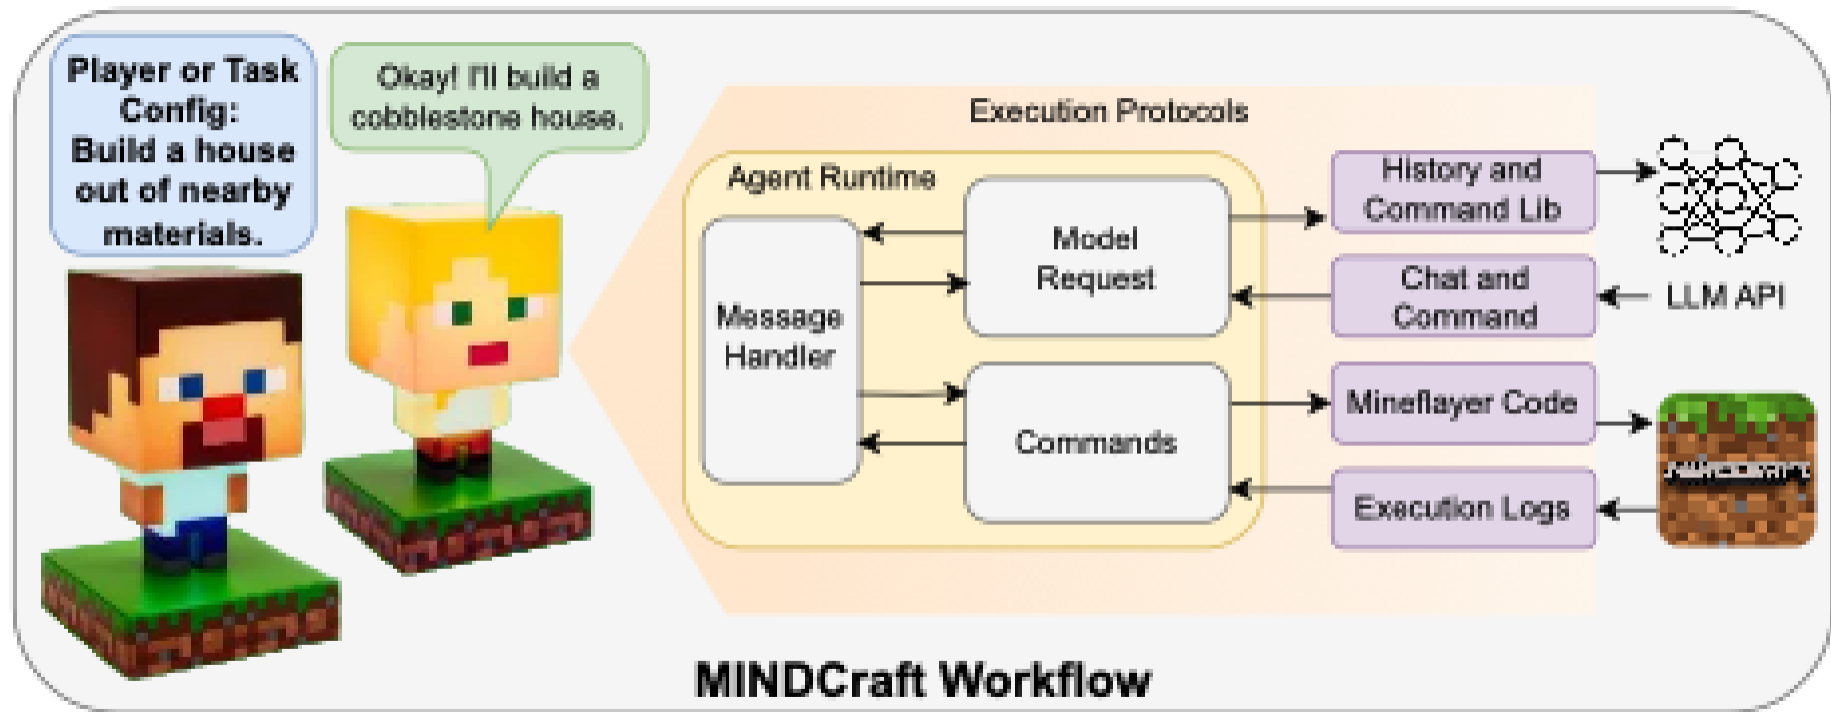 Player or Task
Config:
Build a house
out of nearby
materials.
Okay! I'll build a
cobblestone house.
Execution Protocols
Agent Runtime
Message
Handler
Model
Request
Commands
History and
Command Lib
Chat and
Command
Mineflayer Code
Execution Logs
LLM API
MINECRAFT
MINDCraft Workflow